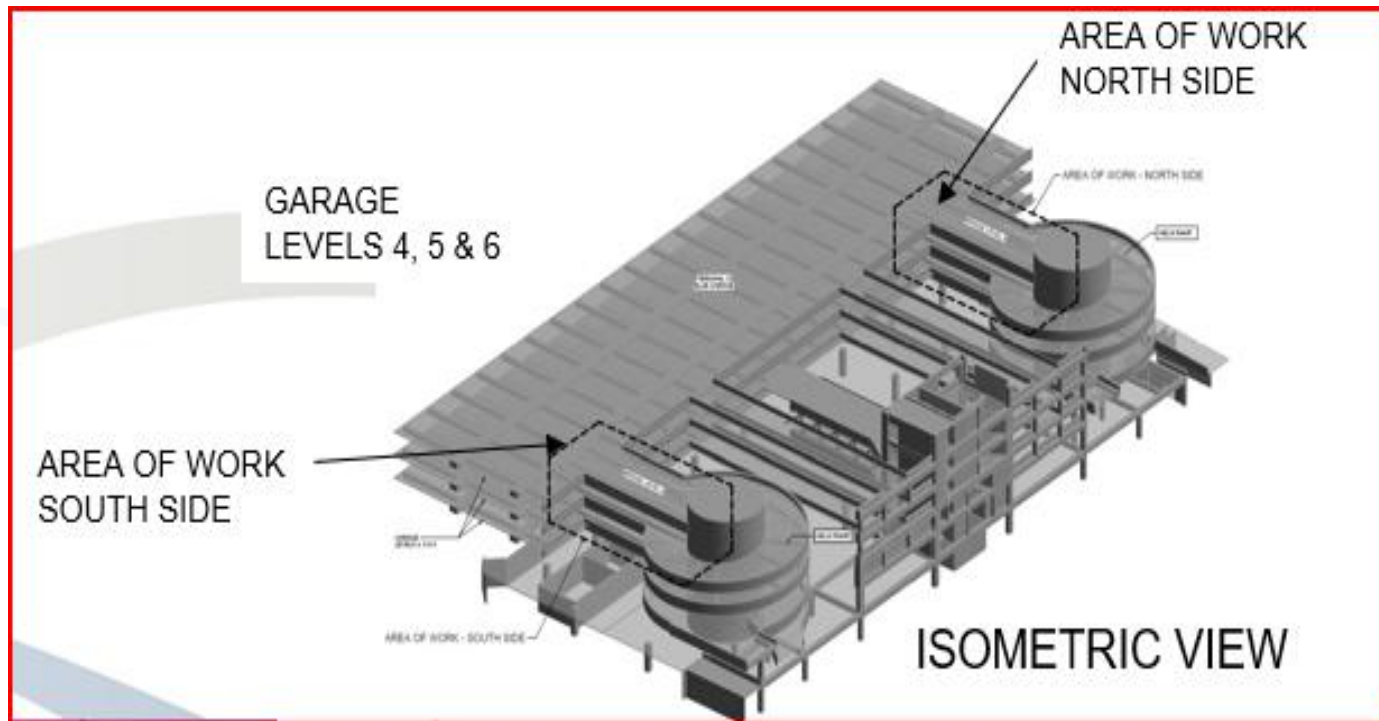 AREA OF WORK
NORTH SIDE
AREA OF WORK - NORTH SIDE
GARAGE
LEVELS 4, 5 & 6
AREA OF WORK
SOUTH SIDE
AREA OF WORK - SOUTH SIDE
ISOMETRIC VIEW